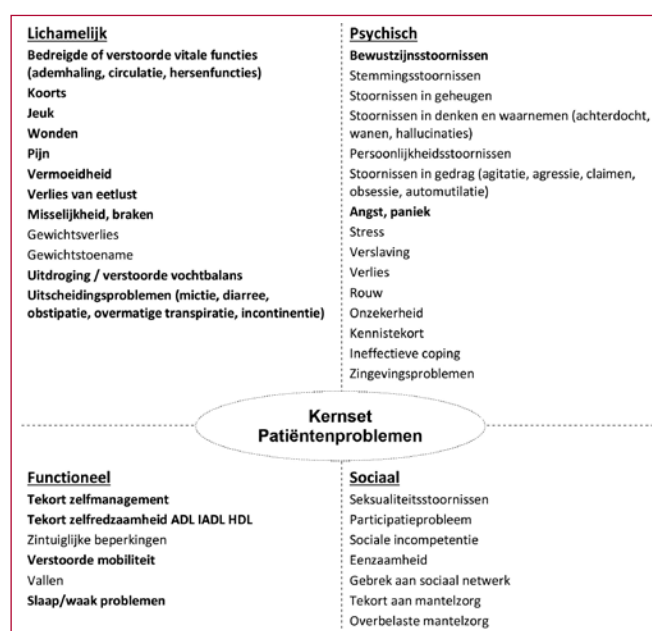 Lichamelijk
Bedreigde of verstoorde vitale functies
(ademhaling, circulatie, hersenfuncties)
Koorts
Jeuk
Wonden
Pijn
Vermoeidheid
Verlies van eetlust
Misselijkheid, braken
Gewichtsverlies
Gewichtstoename
Uitdroging / verstoorde vochtbalans
Uitscheidingsproblemen (mictie, diarree,
obstipatie, overmatige transpiratie, incontinentie)
Psychisch
Bewustzijnsstoornissen
Stemmingsstoornissen
Stoornissen in geheugen
Stoornissen in denken en waarnemen (achterdocht,
wanen, hallucinaties)
Persoonlijkheidsstoornissen
Stoornissen in gedrag (agitatie, agressie, claimen,
obsessie, automutilatie)
Angst, paniek
Stress
Verslaving
Verlies
Rouw
Onzekerheid
Kennistekort
Ineffectieve coping
Zingevingsproblemen
Kernset
Patiëntenproblemen
Functioneel
Tekort zelfmanagement
Tekort zelfredzaamheid ADL IADL HDL
Zintuiglijke beperkingen
Verstoorde mobiliteit
Vallen
Slaap/waak problemen
Sociaal
Seksualiteitsstoornissen
Participatieprobleem
Sociale incompetentie
Eenzaamheid
Gebrek aan sociaal netwerk
Tekort aan mantelzorg
Overbelaste mantelzorg